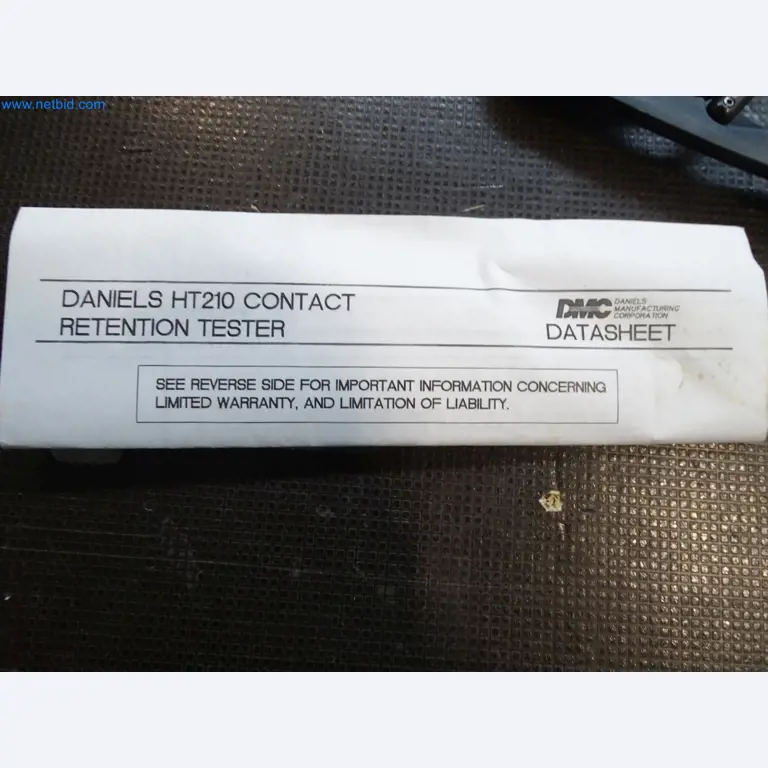 www.netbid.com
DANIELS HT210 CONTACT
RETENTION TESTER
DMC DANIELS
MANUFACTURING
CORPORATION
DATASHEET
SEE REVERSE SIDE FOR IMPORTANT INFORMATION CONCERNING
LIMITED WARRANTY, AND LIMITATION OF LIABILITY.